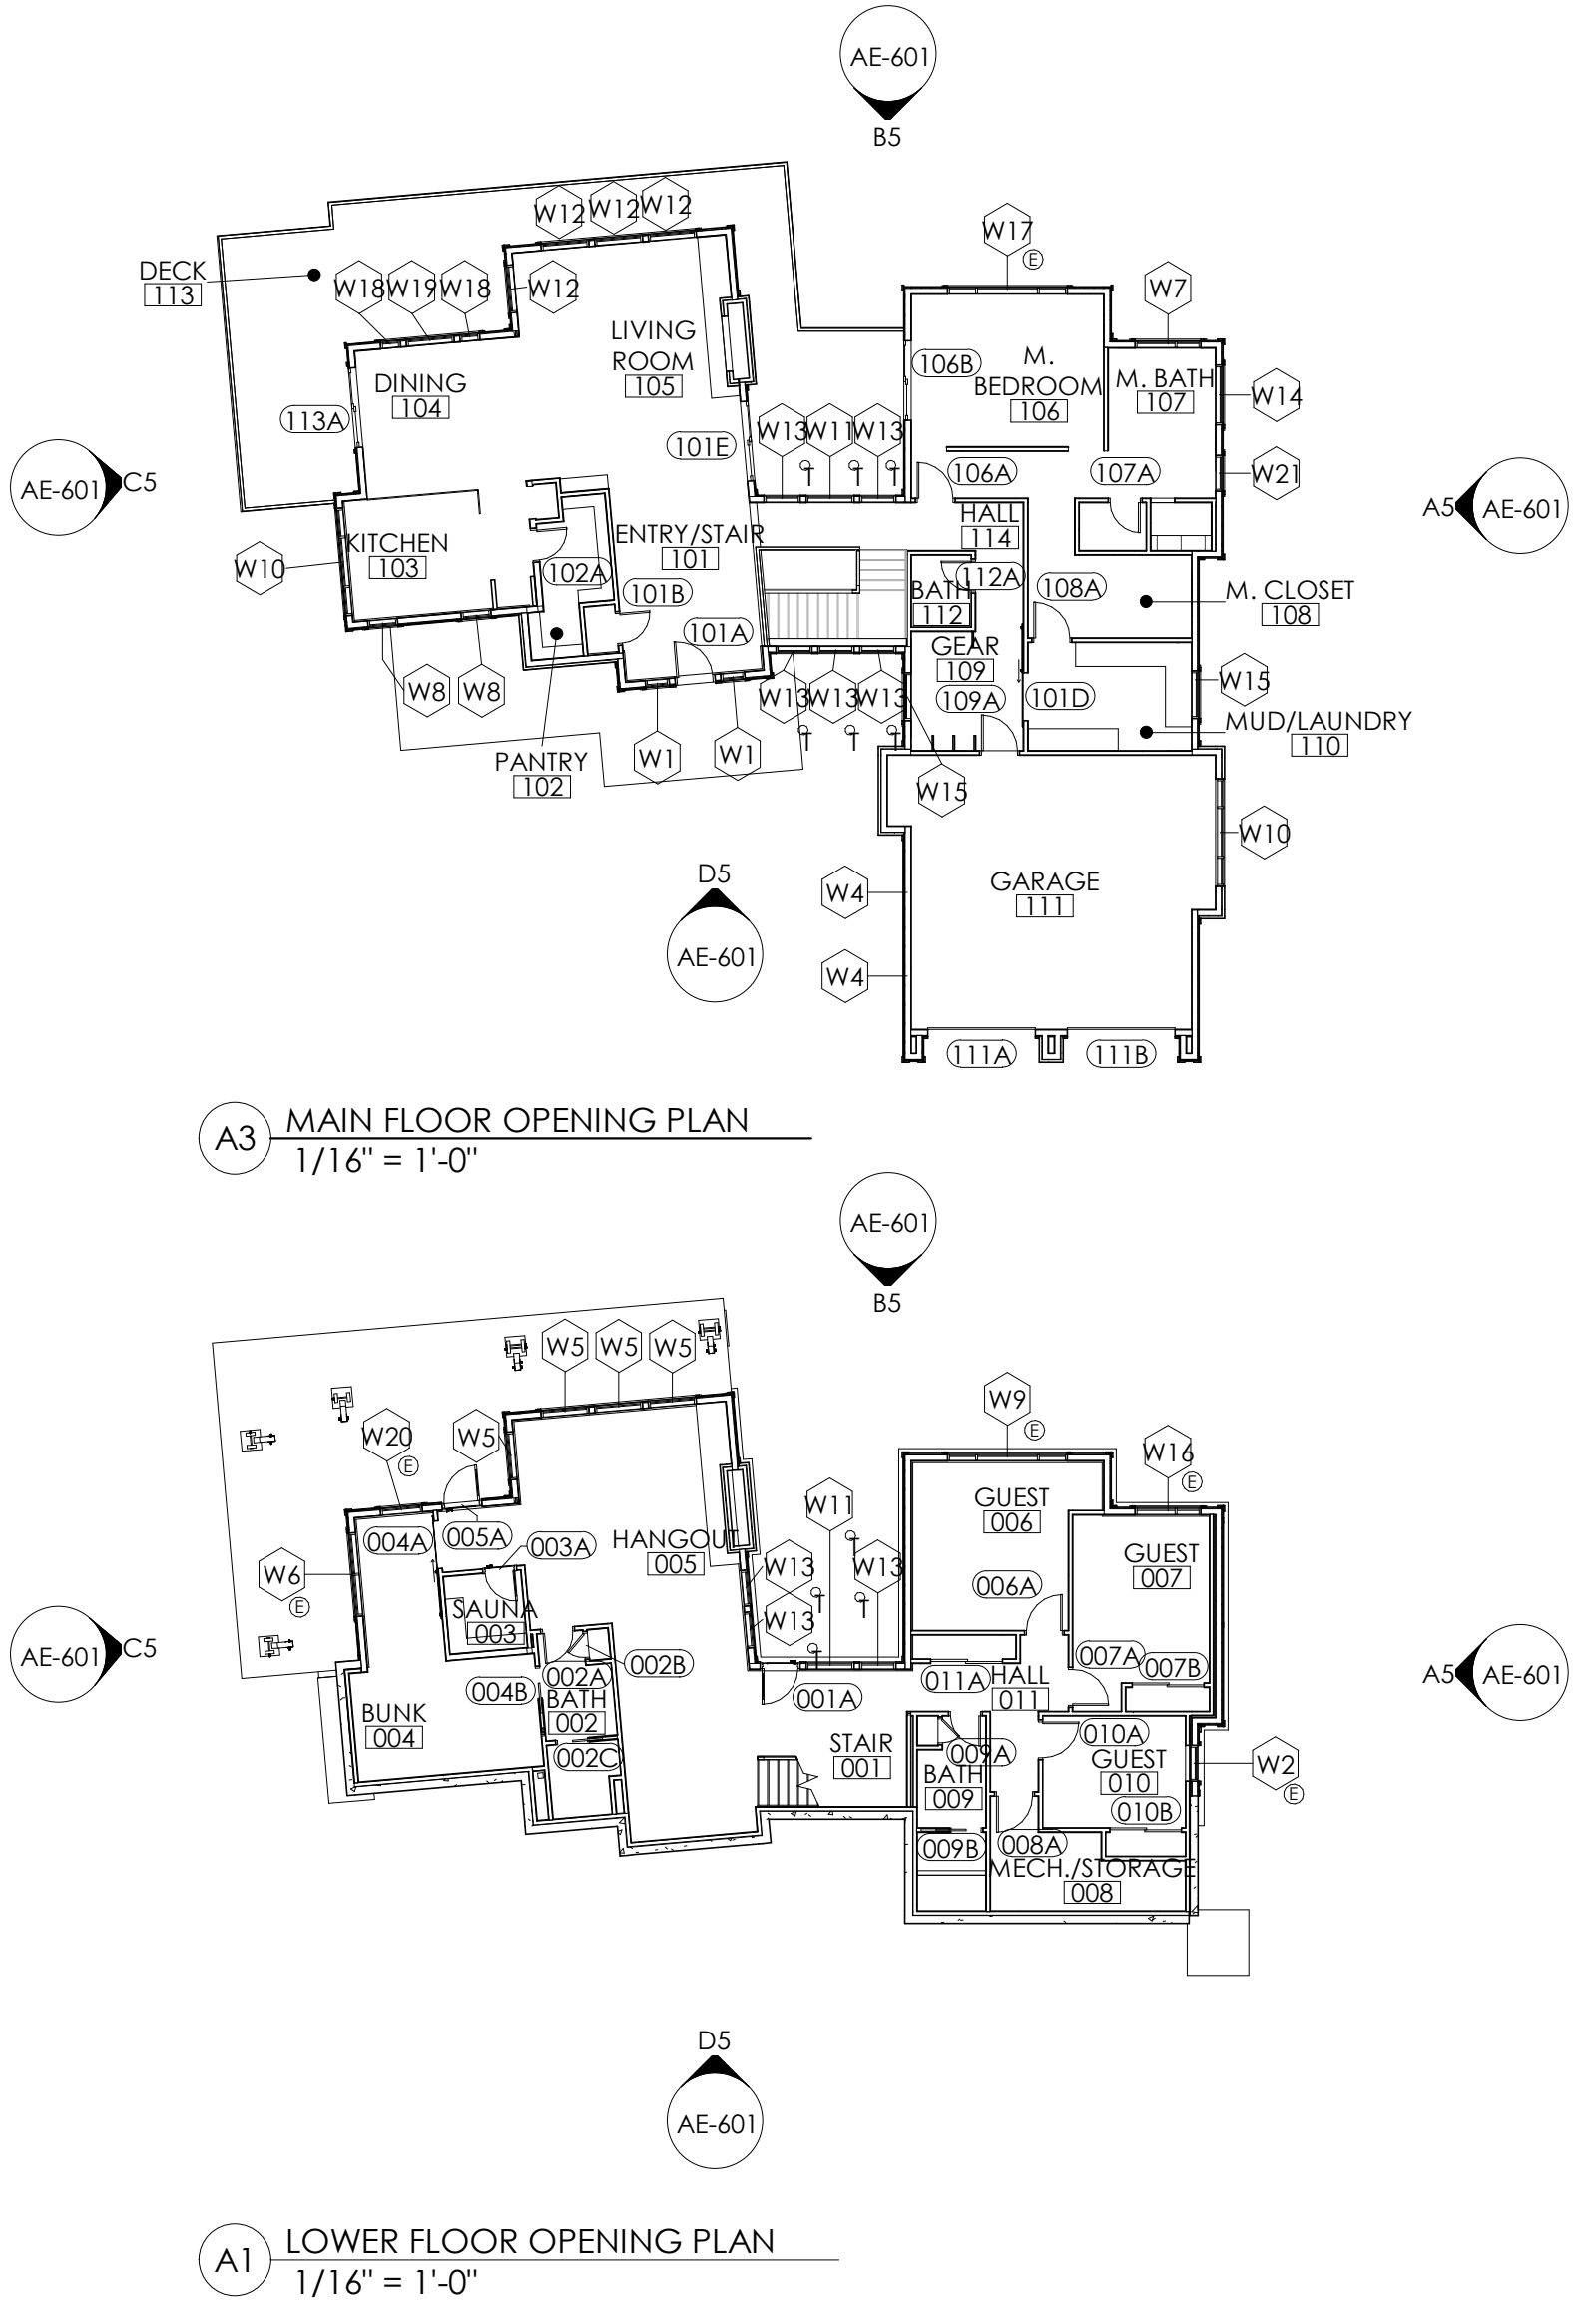 AE-601
B5
W12 W12 W12
W17
E
DECK
113
W18 W19 W18
W12
W7
LIVING
ROOM
105
106B
M.
BEDROOM
106
M. BATH
107
W14
DINING
104
113A
101E
W13 W11 W13
T T T
106A
107A
W21
AE-601
C5
A5
AE-601
KITCHEN
103
W10
ENTRY/STAIR
101
HALL
114
102A
101B
112A
108A
BATH
112
M. CLOSET
108
101A
GEAR
109
W8
W8
W13 W13 W13
T T T
109A
101D
W15
MUD/LAUNDRY
110
PANTRY
102
W1
W1
W15
W10
D5
AE-601
W4
W4
GARAGE
111
111A
111B
A3
MAIN FLOOR OPENING PLAN
1/16" = 1'-0"
AE-601
B5
W5 W5 W5
W9
E
W20
E
W5
W16
E
004A
005A
003A
HANGOUT
005
W11
T
GUEST
006
GUEST
007
W6
E
W13
W13
T T
006A
SAUNA
003
W13
T
AE-601
C5
A5
AE-601
004B
002A
002B
BUNK
004
BATH
002
002C
001A
011A
HALL
011
007A
007B
STAIR
001
009A
010A
BATH
009
GUEST
010
W2
E
010B
009B
008A
MECH./STORAGE
008
D5
AE-601
A1
LOWER FLOOR OPENING PLAN
1/16" = 1'-0"